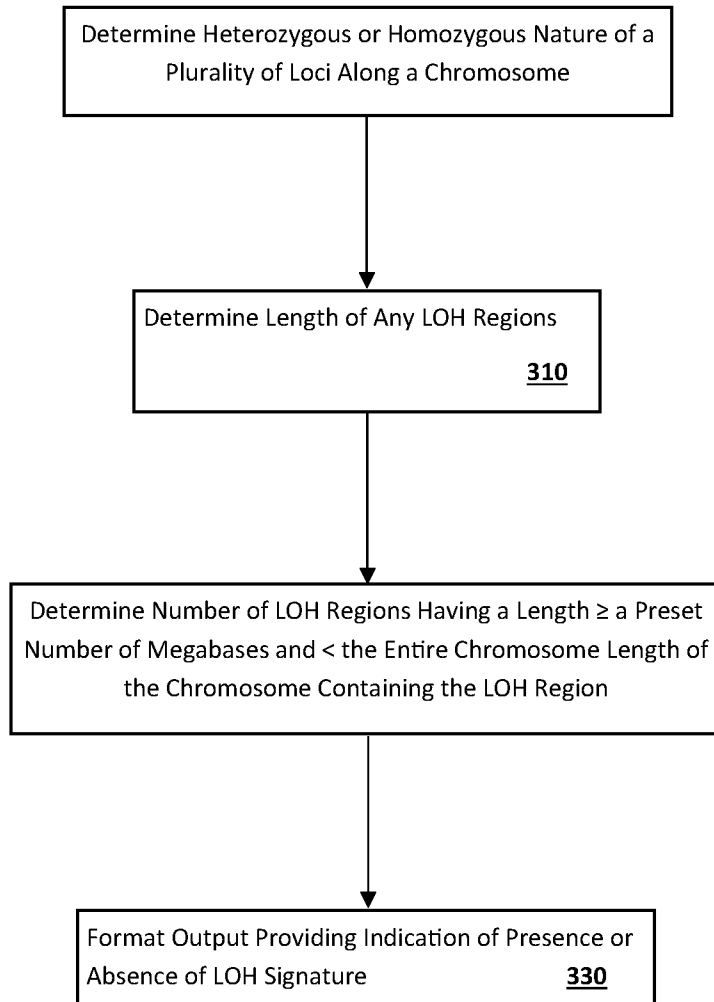 Determine Heterozygous or Homozygous Nature of a
Plurality of Loci Along a Chromosome
Determine Length of Any LOH Regions
310
Determine Number of LOH Regions Having a Length ≥ a Preset
Number of Megabases and < the Entire Chromosome Length of
the Chromosome Containing the LOH Region
Format Output Providing Indication of Presence or
Absence of LOH Signature 330